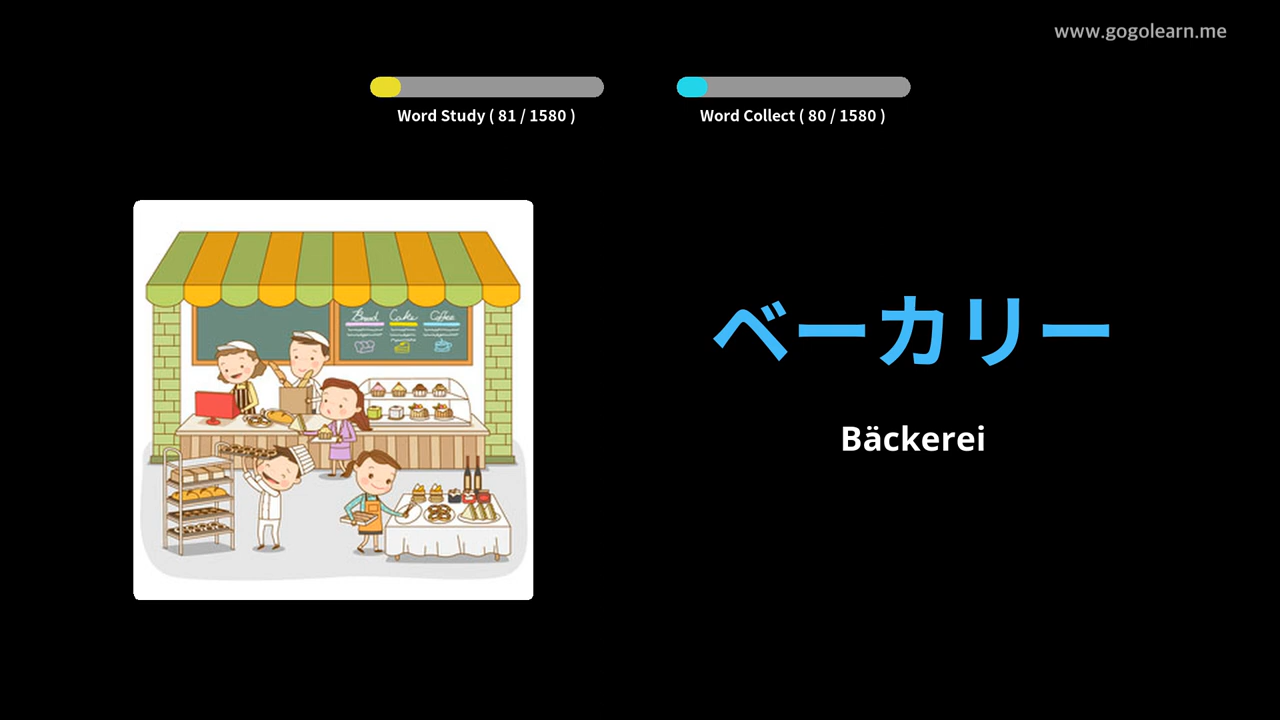 www.gogolearn.me
Word Study ( 81 / 1580 )
Word Collect ( 80 / 1580 )
Bread Cake Coffee
ベーカリー
Bäckerei